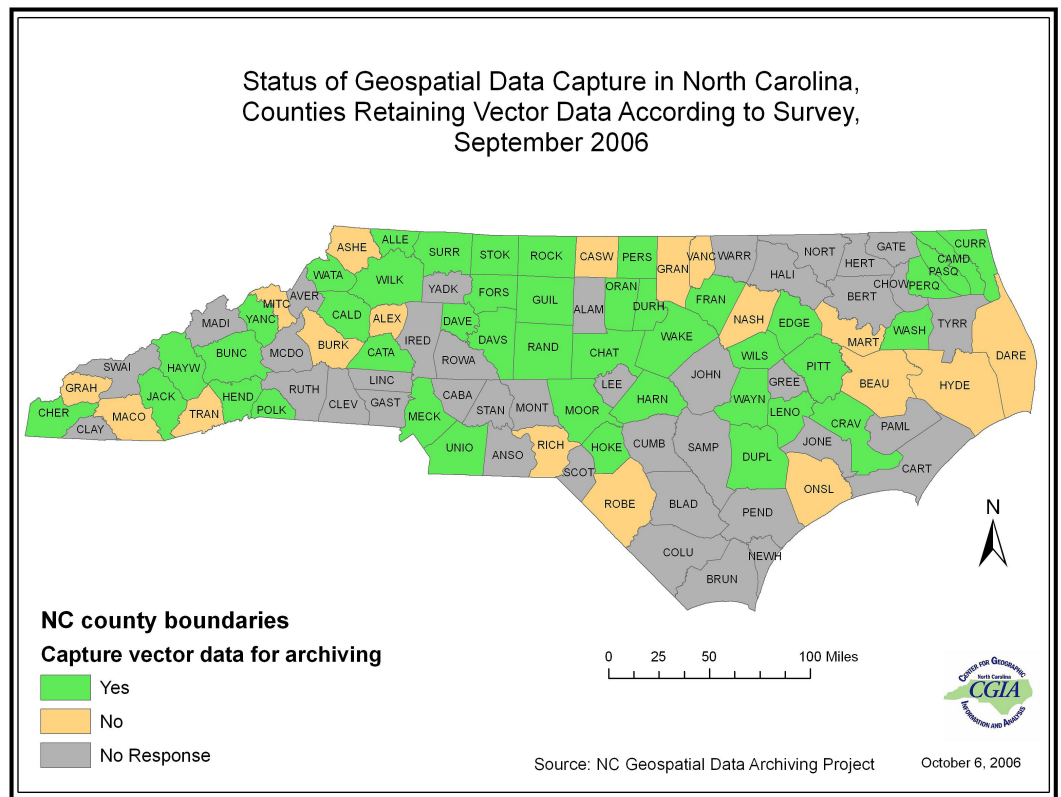 Status of Geospatial Data Capture in North Carolina,
Counties Retaining Vector Data According to Survey,
September 2006
ASHE
ALLE
SURR
STOK
ROCK
CASW
PERS
GRAN
VANC
WARR
NORT
GATE
CURR
CAMD
PASQ
HERT
HALI
WATA
WILK
YADK
FORS
GUIL
ALAM
ORAN
DURH
FRAN
BERT
CHOW
PERQ
MITC
AVER
YANC
CALD
ALEX
DAVE
NASH
EDGE
MART
WASH
TYRR
MADI
BURK
IRED
DAVS
RAND
CHAT
WAKE
DARE
BUNC
MCDO
CATA
ROWA
WILS
PITT
SWAI
HAYW
BEAU
HYDE
GRAH
JACK
HEND
RUTH
LINC
CABA
LEE
JOHN
GREE
CHER
MACO
TRAN
POLK
CLEV
GAST
STAN
MONT
MOOR
HARN
WAYN
LENO
CRAV
PAML
CLAY
MECK
UNIO
ANSO
RICH
HOKE
CUMB
SAMP
DUPL
JONE
CART
SCOT
ROBE
BLAD
ONSL
PEND
COLU
NEWH
BRUN
N
NC county boundaries
Capture vector data for archiving
Yes
No
No Response
0 25 50 100 Miles
CENTER FOR GEOGRAPHIC
North Carolina
CGIA
INFORMATION AND ANALYSIS
Source: NC Geospatial Data Archiving Project
October 6, 2006